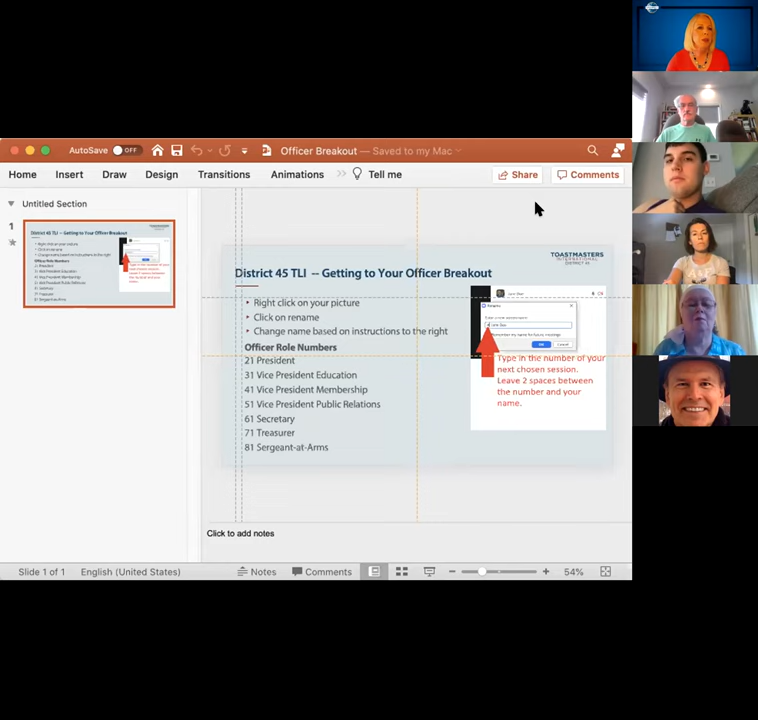 AutoSave OFF
Officer Breakout — Saved to my Mac
Home Insert Draw Design Transitions Animations Tell me Share Comments
Untitled Section
1
District 45 TLI -- Getting to Your Officer Breakout
TOASTMASTERS
INTERNATIONAL
DISTRICT 45
• Right click on your picture
• Click on rename
• Change name based on instructions to the right
Officer Role Numbers
21 President
31 Vice President Education
41 Vice President Membership
51 Vice President Public Relations
61 Secretary
71 Treasurer
81 Sergeant-at-Arms
Rename
OK Cancel
Type in the number of your
next chosen session.
Leave 2 spaces between
the number and your
name.
Click to add notes
Slide 1 of 1 English (United States) Notes Comments 54%